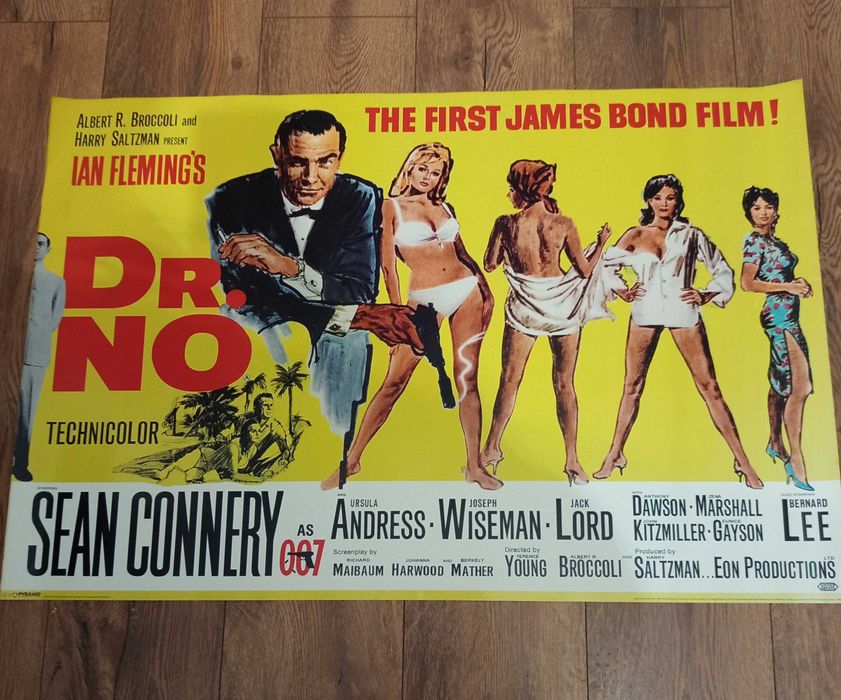 ALBERT R. BROCCOLI and
HARRY SALTZMAN PRESENT
IAN FLEMING'S
THE FIRST JAMES BOND FILM!
DR.
NO
TECHNICOLOR
STARRING
SEAN CONNERY
AS
007
AND
URSULA
ANDRESS · JOSEPH WISEMAN · JACK LORD
WITH ANTHONY DAWSON · ZENA MARSHALL
JOHN KITZMILLER · EUNICE GAYSON
ALSO STARRING
BERNARD
LEE
Screenplay by
RICHARD MAIBAUM JOHANNA HARWOOD AND BERKELY MATHER
Directed by
TERENCE YOUNG
Produced by
ALBERT R. BROCCOLI AND HARRY SALTZMAN...EON PRODUCTIONS LTD
PYRAMID